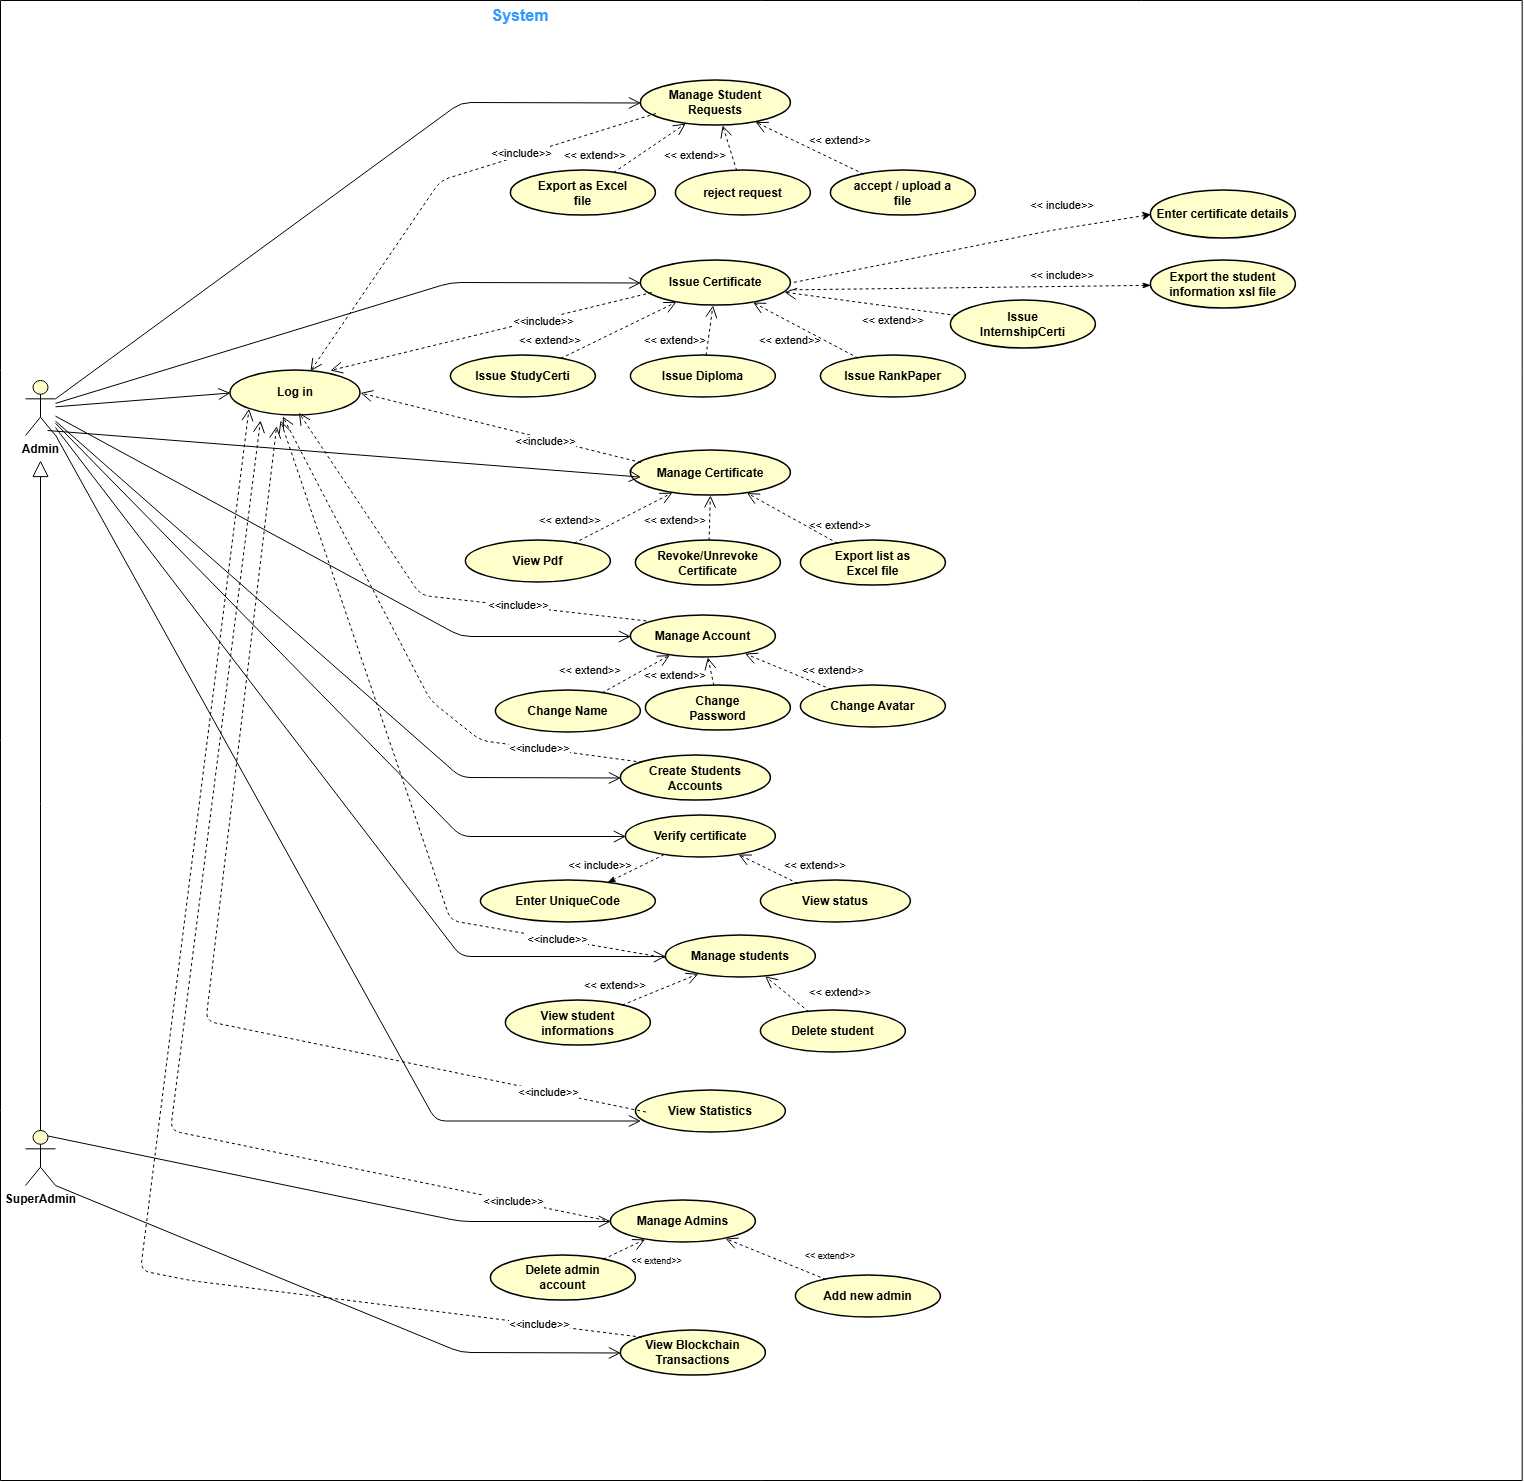 System
Manage Student
Requests
<<include>>
<< extend>>
<< extend>>
<< extend>>
Export as Excel
file
reject request
accept / upload a
file
<< include>>
Enter certificate details
Issue Certificate
<< include>>
Export the student
information xsl file
<<include>>
<< extend>>
<< extend>>
<< extend>>
<< extend>>
Issue
InternshipCerti
Issue StudyCerti
Issue Diploma
Issue RankPaper
Log in
Admin
<<include>>
Manage Certificate
<< extend>>
<< extend>>
<< extend>>
View Pdf
Revoke/Unrevoke
Certificate
Export list as
Excel file
<<include>>
Manage Account
<< extend>>
<< extend>>
<< extend>>
Change Name
Change
Password
Change Avatar
<<include>>
Create Students
Accounts
Verify certificate
<< include>>
<< extend>>
Enter UniqueCode
View status
<<include>>
Manage students
<< extend>>
<< extend>>
View student
informations
Delete student
<<include>>
View Statistics
SuperAdmin
<<include>>
Manage Admins
<< extend>>
<< extend>>
Delete admin
account
Add new admin
<<include>>
View Blockchain
Transactions